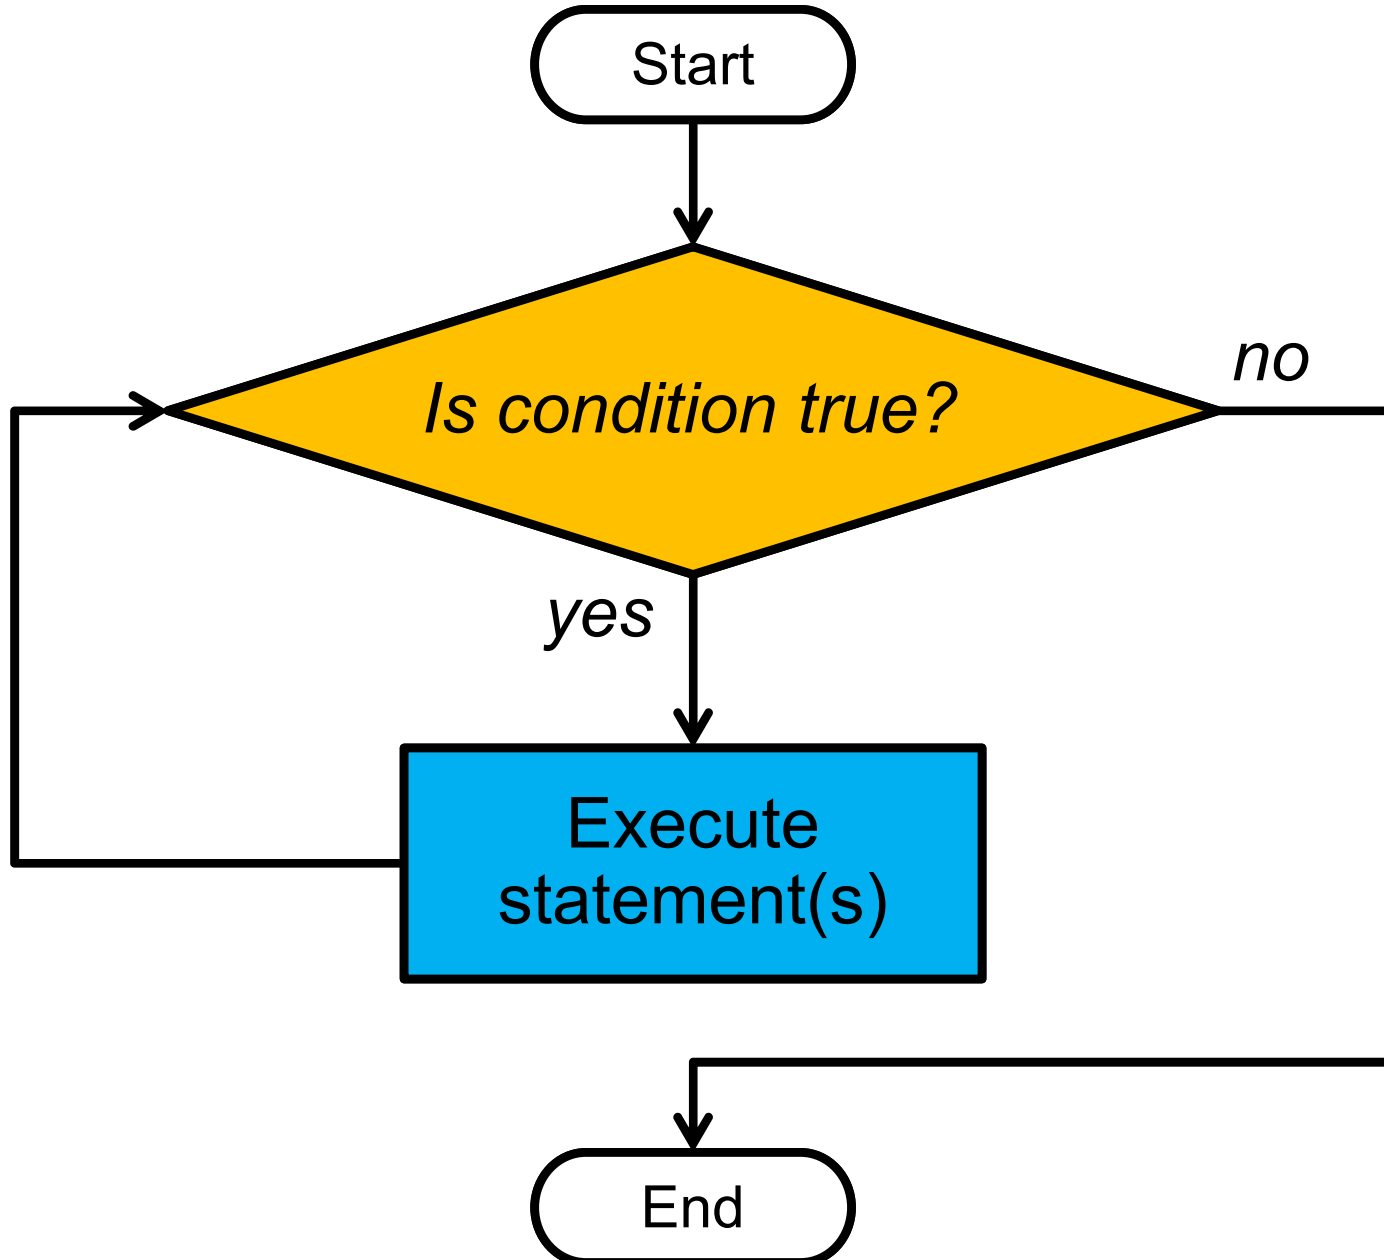 Start
Is condition true?
no
yes
Execute
statement(s)
End